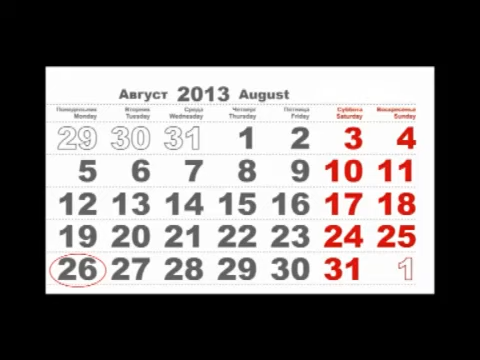 Август 2013 August
Понедельник Вторник Среда Четверг Пятница Суббота Воскресенье
Monday Tuesday Wednesday Thursday Friday Saturday Sunday
29 30 31 1 2 3 4
5 6 7 8 9 10 11
12 13 14 15 16 17 18
19 20 21 22 23 24 25
26 27 28 29 30 31 1